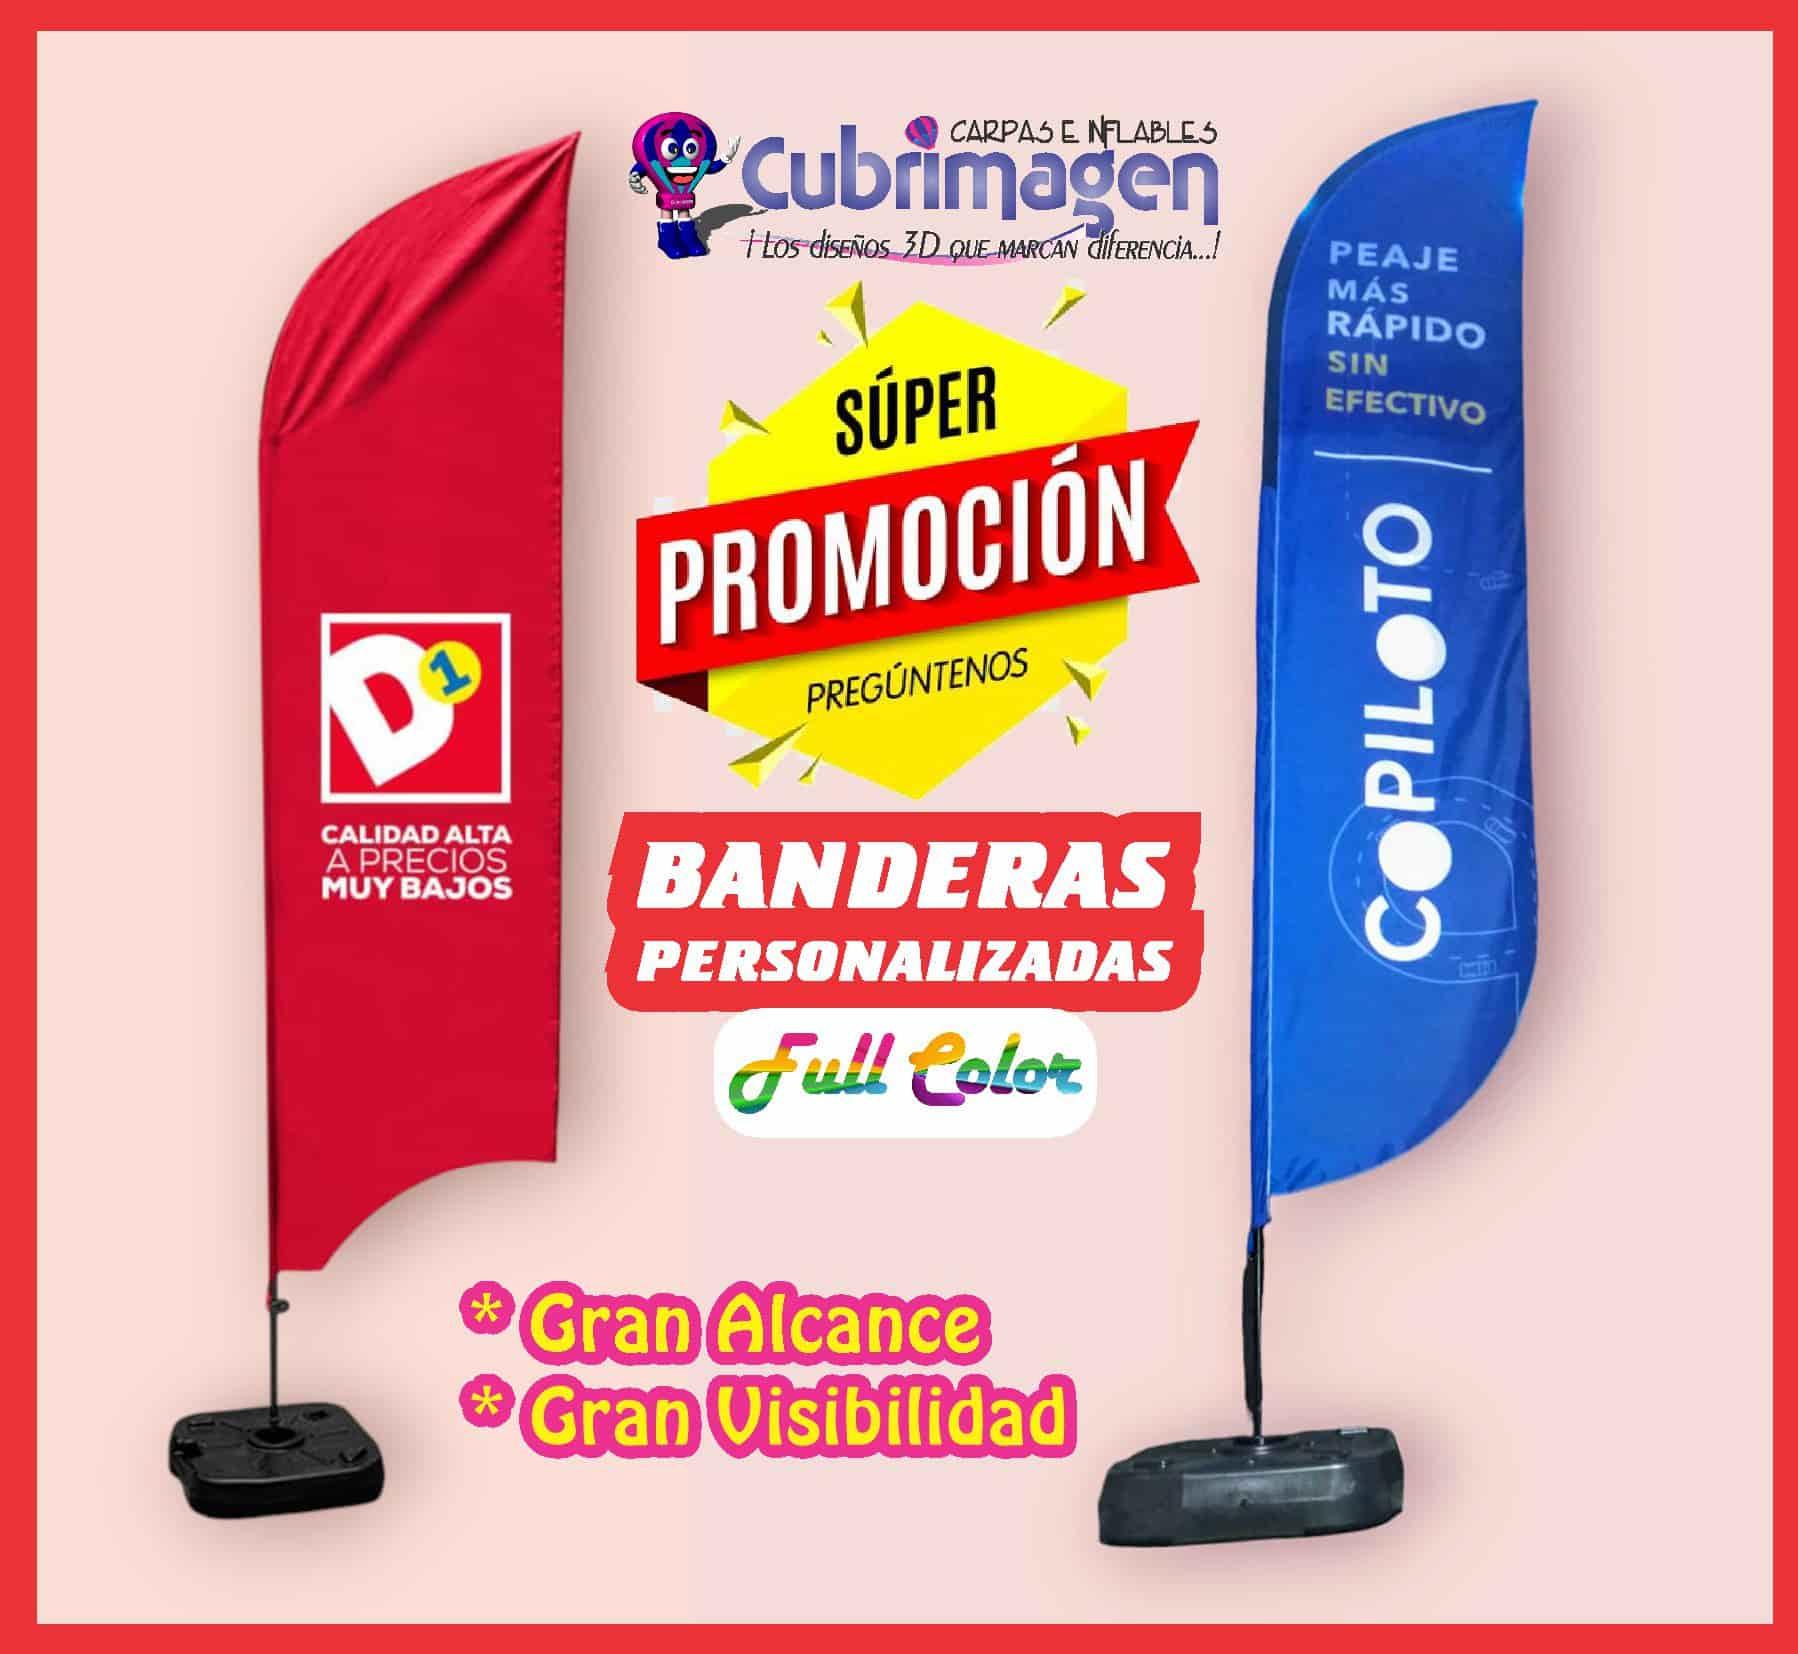 CARPAS E INFLABLES
Cubrimagen
¡Los diseños 3D que marcan diferencia...!
SÚPER
PROMOCIÓN
PREGÚNTENOS
BANDERAS
PERSONALIZADAS
Full Color
D1
CALIDAD ALTA
A PRECIOS
MUY BAJOS
PEAJE
MÁS
RÁPIDO
SIN
EFECTIVO
COPILOTO
* Gran Alcance
* Gran Visibilidad